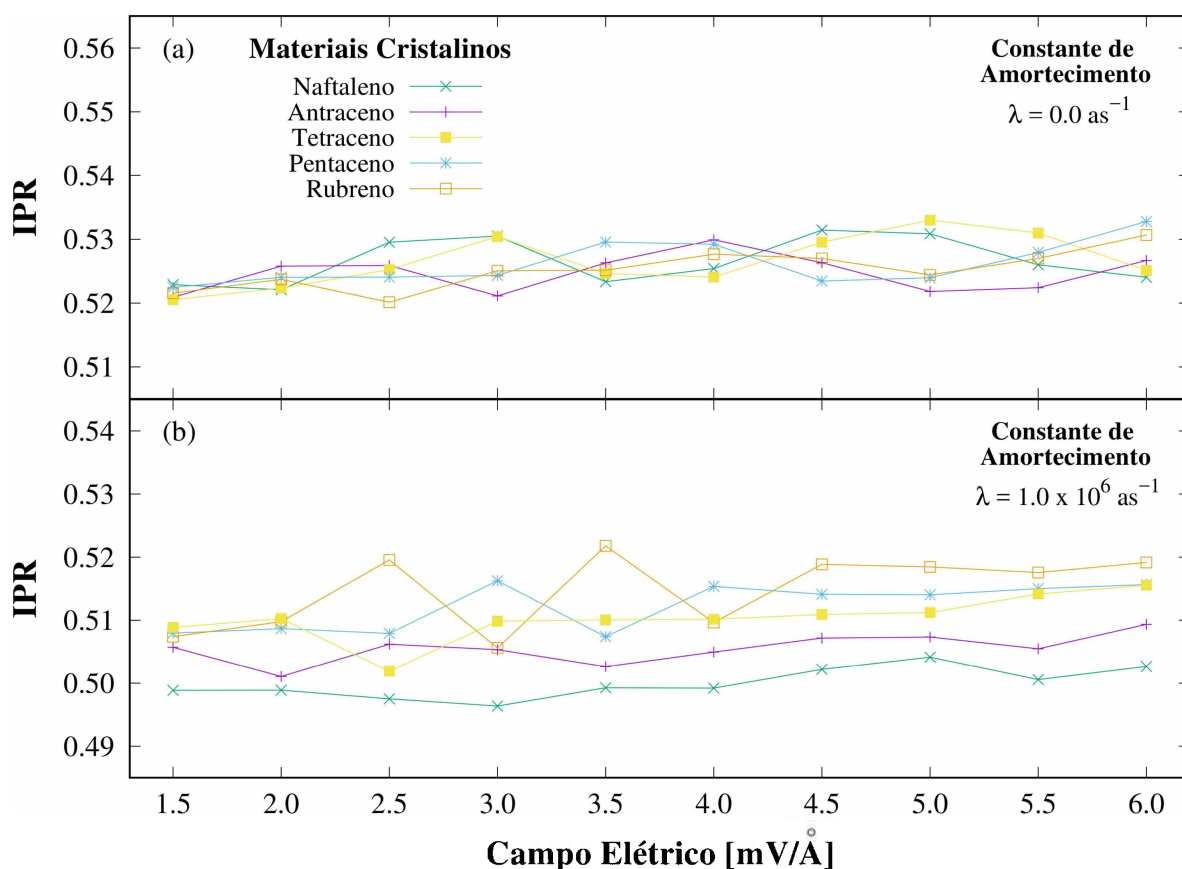 (a)
Materiais Cristalinos
Naftaleno
Antraceno
Tetraceno
Pentaceno
Rubreno
Constante de
Amortecimento
λ = 0.0 as⁻¹
IPR
0.56
0.55
0.54
0.53
0.52
0.51
(b)
Constante de
Amortecimento
λ = 1.0 x 10⁶ as⁻¹
IPR
0.54
0.53
0.52
0.51
0.50
0.49
1.5 2.0 2.5 3.0 3.5 4.0 4.5 5.0 5.5 6.0
Campo Elétrico [mV/Å]